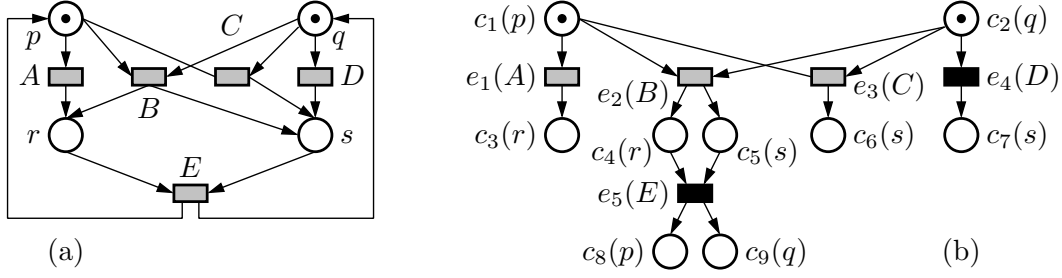 p C q c₁(p) c₂(q)
A D e₁(A) e₃(C) e₄(D)
B e₂(B)
r s c₃(r) c₄(r) c₅(s) c₆(s) c₇(s)
E e₅(E)
(a) c₈(p) c₉(q) (b)